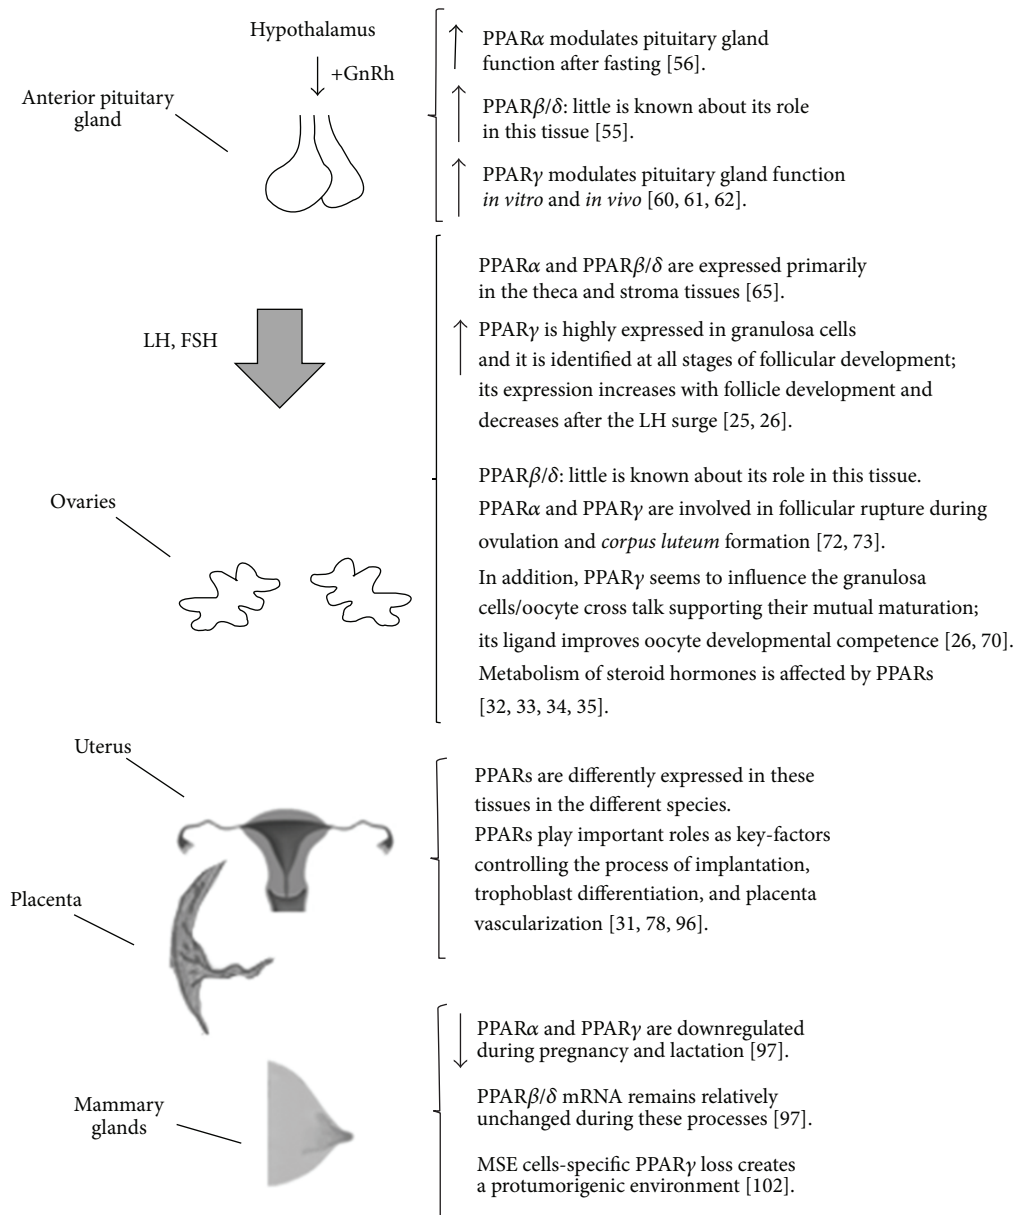 Hypothalamus
+GnRh
Anterior pituitary
gland
PPARα modulates pituitary gland
function after fasting [56].
PPARβ/δ: little is known about its role
in this tissue [55].
PPARγ modulates pituitary gland function
in vitro and in vivo [60, 61, 62].
LH, FSH
PPARα and PPARβ/δ are expressed primarily
in the theca and stroma tissues [65].
PPARγ is highly expressed in granulosa cells
and it is identified at all stages of follicular development;
its expression increases with follicle development and
decreases after the LH surge [25, 26].
Ovaries
PPARβ/δ: little is known about its role in this tissue.
PPARα and PPARγ are involved in follicular rupture during
ovulation and corpus luteum formation [72, 73].
In addition, PPARγ seems to influence the granulosa
cells/oocyte cross talk supporting their mutual maturation;
its ligand improves oocyte developmental competence [26, 70].
Metabolism of steroid hormones is affected by PPARs
[32, 33, 34, 35].
Uterus
Placenta
PPARs are differently expressed in these
tissues in the different species.
PPARs play important roles as key-factors
controlling the process of implantation,
trophoblast differentiation, and placenta
vascularization [31, 78, 96].
Mammary
glands
PPARα and PPARγ are downregulated
during pregnancy and lactation [97].
PPARβ/δ mRNA remains relatively
unchanged during these processes [97].
MSE cells-specific PPARγ loss creates
a protumorigenic environment [102].